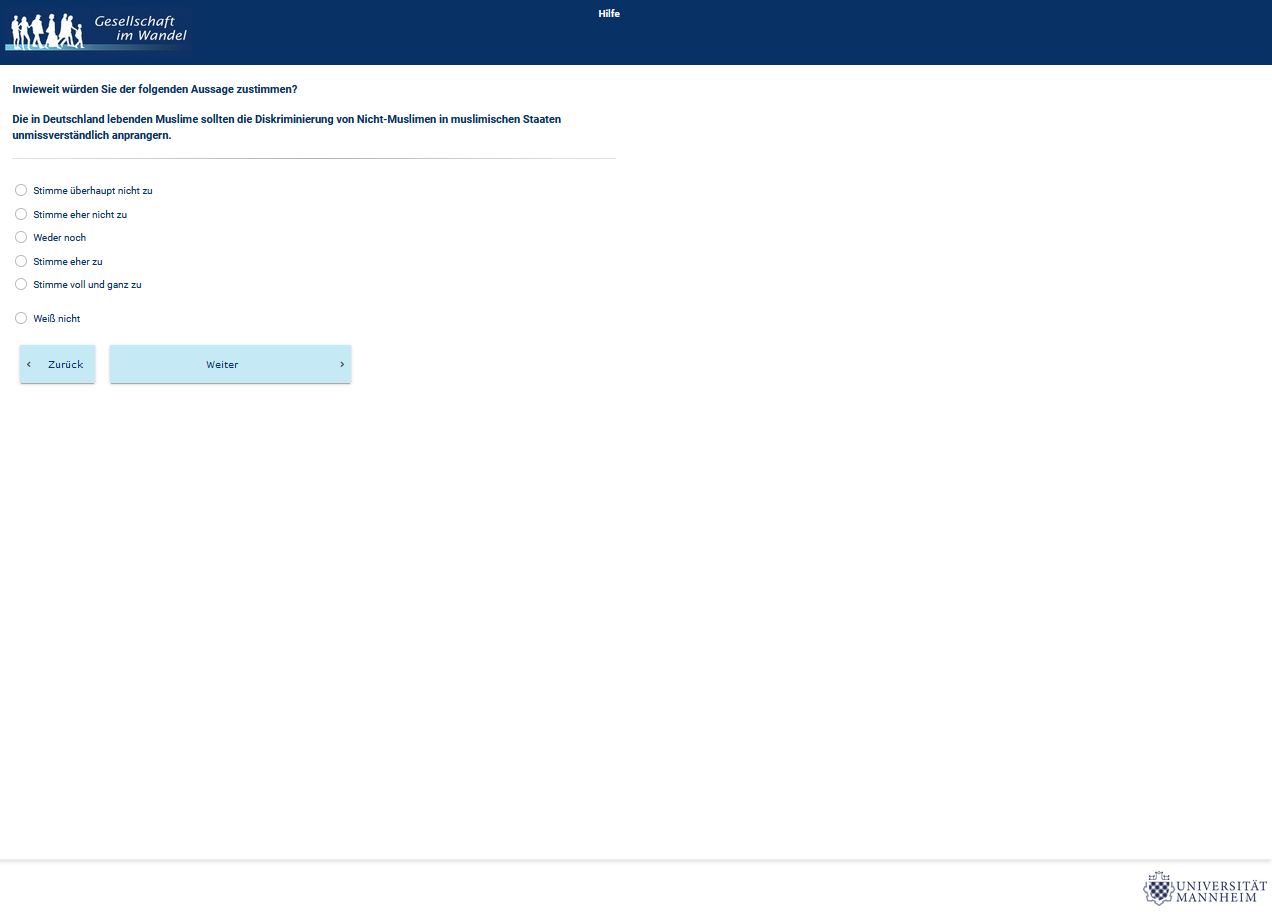 Gesellschaft
im Wandel
Hilfe
Inwieweit würden Sie der folgenden Aussage zustimmen?
Die in Deutschland lebenden Muslime sollten die Diskriminierung von Nicht-Muslimen in muslimischen Staaten
unmissverständlich anprangern.
Stimme überhaupt nicht zu
Stimme eher nicht zu
Weder noch
Stimme eher zu
Stimme voll und ganz zu
Weiß nicht
‹ Zurück
Weiter ›
UNIVERSITÄT
MANNHEIM